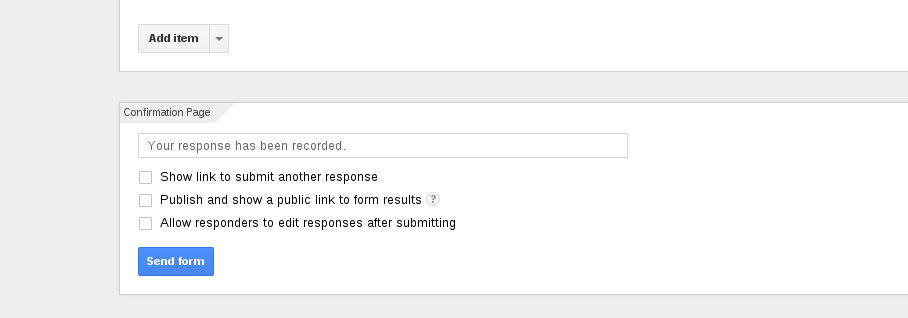 Add item
Confirmation Page
Your response has been recorded.
Show link to submit another response
Publish and show a public link to form results ?
Allow responders to edit responses after submitting
Send form